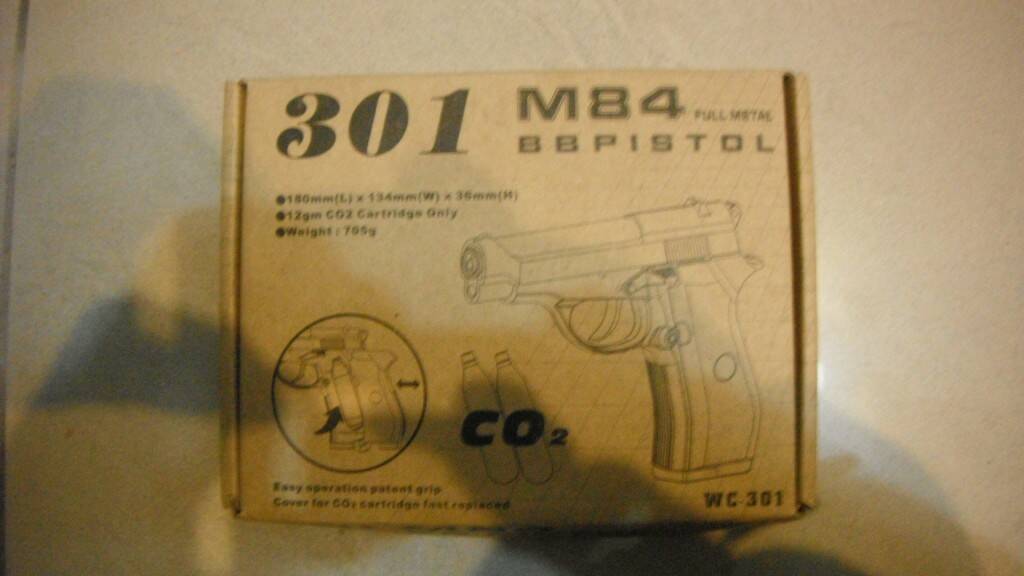 301
M84 FULL METAL
BBPISTOL
●180mm(L) x 134mm(W) x 36mm(H)
●12gm CO2 Cartridge Only
●Weight : 705g
CO2
Easy operation patent grip
Cover for CO2 cartridge fast replaced
WC-301